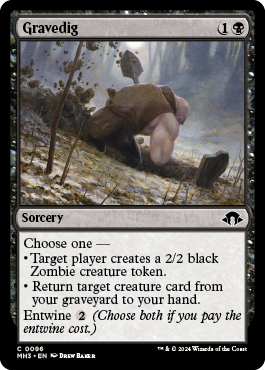 Gravedig 1
Sorcery
Choose one —
• Target player creates a 2/2 black
Zombie creature token.
• Return target creature card from
your graveyard to your hand.
Entwine 2 (Choose both if you pay the
entwine cost.)
C 0096
MH3 • EN Drew Baker
™ & © 2024 Wizards of the Coast